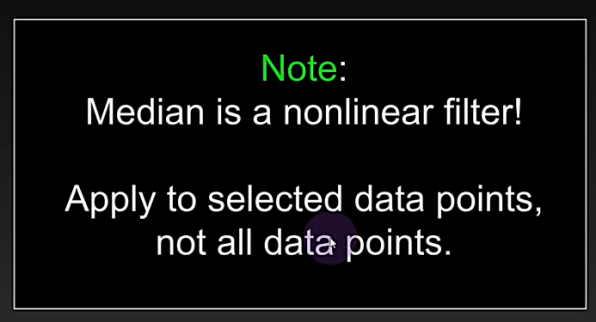 Note:
Median is a nonlinear filter!
Apply to selected data points,
not all data points.